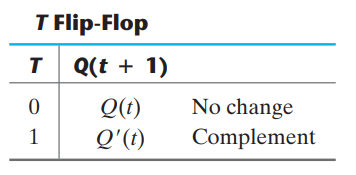 T Flip-Flop
T Q(t + 1)
0 Q(t) No change
1 Q'(t) Complement